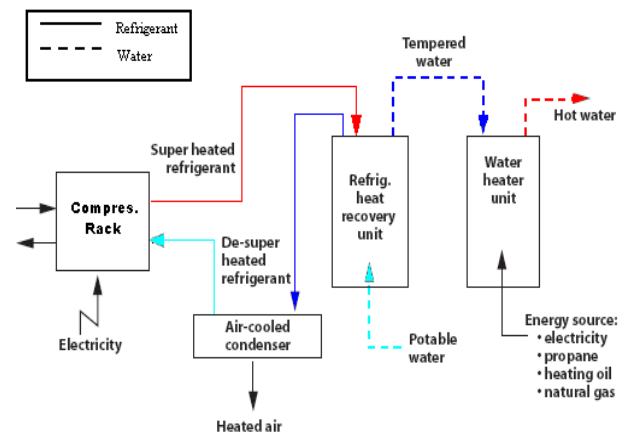 Refrigerant
Water
Tempered
water
Hot water
Super heated
refrigerant
Refrig.
heat
recovery
unit
Water
heater
unit
Compres.
Rack
De-super
heated
refrigerant
Electricity
Air-cooled
condenser
Potable
water
Energy source:
• electricity
• propane
• heating oil
• natural gas
Heated air